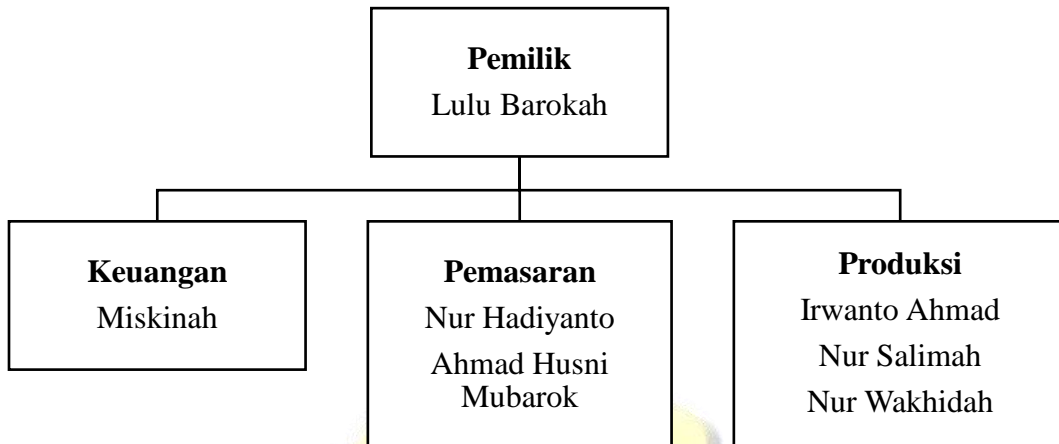 Pemilik
Lulu Barokah
Keuangan
Miskinah
Pemasaran
Nur Hadiyanto
Ahmad Husni
Mubarok
Produksi
Irwanto Ahmad
Nur Salimah
Nur Wakhidah